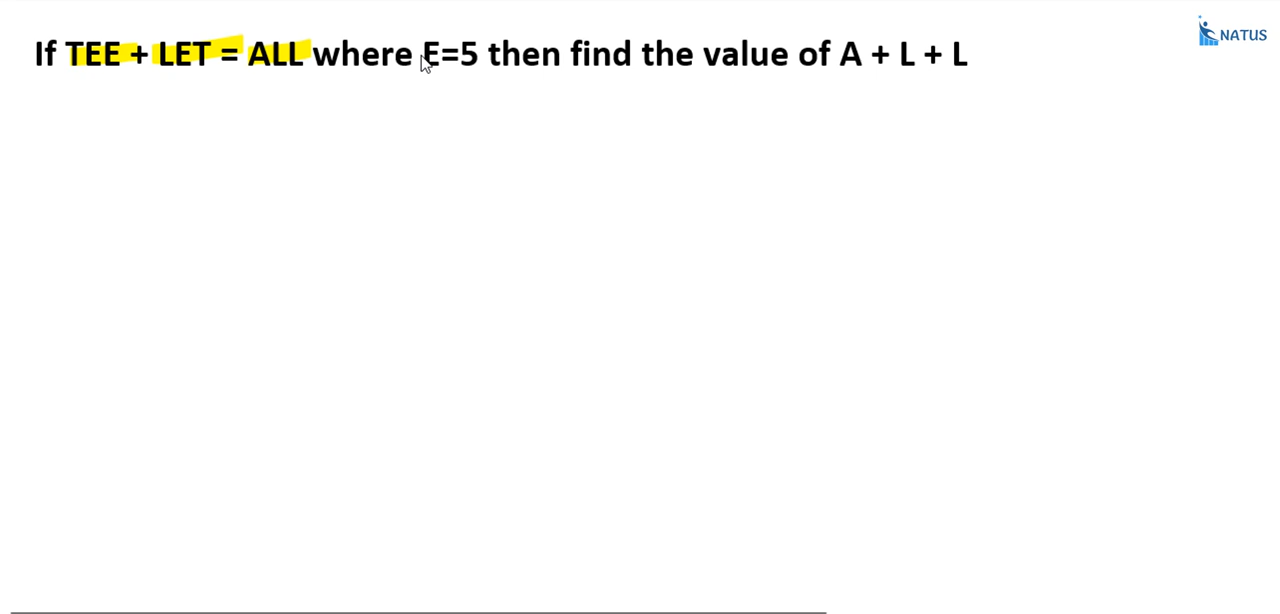 If TEE + LET = ALL where E=5 then find the value of A + L + L
NATUS